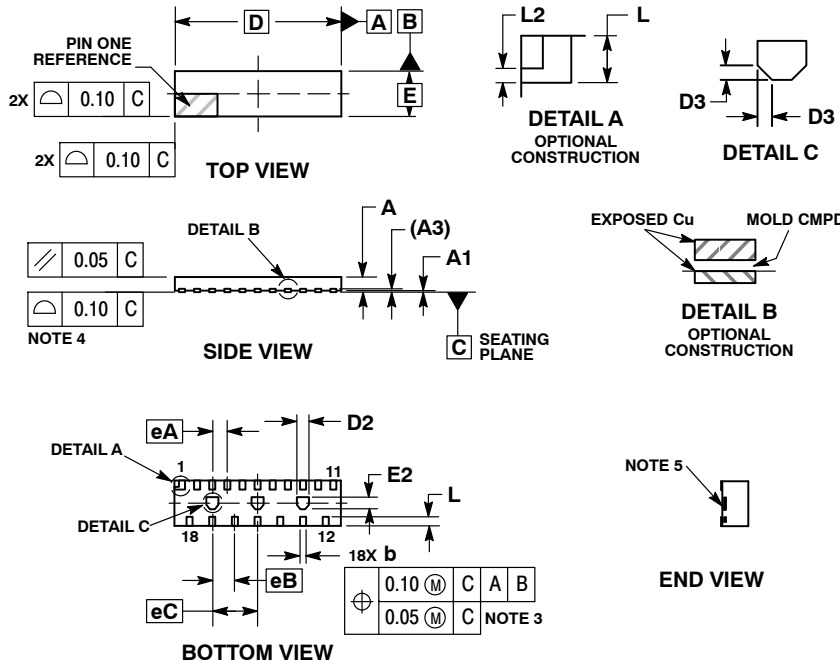 D A B
PIN ONE
REFERENCE
2X ⌓ 0.10 C
E
2X ⌓ 0.10 C
TOP VIEW
L2 L
DETAIL A
OPTIONAL
CONSTRUCTION
D3
D3
DETAIL C
DETAIL B
A
(A3)
A1
⫽ 0.05 C
⌓ 0.10 C
NOTE 4
SIDE VIEW
C SEATING
PLANE
EXPOSED Cu MOLD CMPD
DETAIL B
OPTIONAL
CONSTRUCTION
eA
D2
DETAIL A
1 11
E2
L
DETAIL C
18 12
18X b
eB
eC
⌖ 0.10 Ⓜ C A B
0.05 Ⓜ C NOTE 3
BOTTOM VIEW
NOTE 5
END VIEW